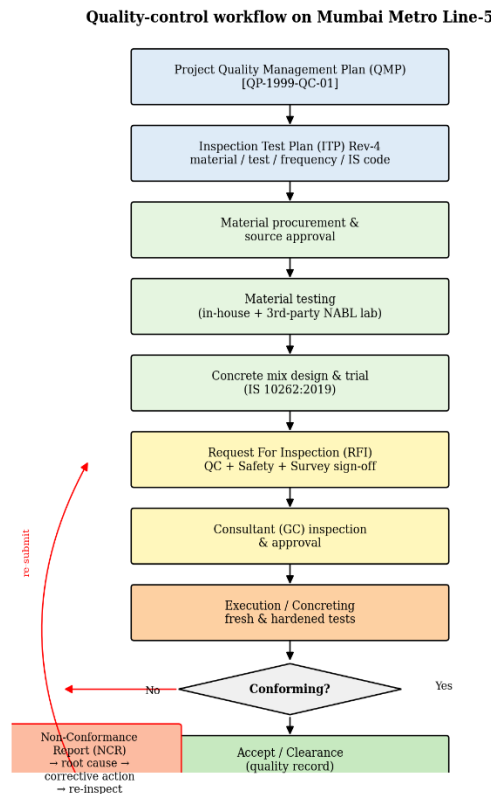 Quality-control workflow on Mumbai Metro Line-5
Project Quality Management Plan (QMP)
[QP-1999-QC-01]
Inspection Test Plan (ITP) Rev-4
material / test / frequency / IS code
Material procurement &
source approval
Material testing
(in-house + 3rd-party NABL lab)
Concrete mix design & trial
(IS 10262:2019)
Request For Inspection (RFI)
QC + Safety + Survey sign-off
Consultant (GC) inspection
& approval
re-submit
Execution / Concreting
fresh & hardened tests
Conforming?
No
Yes
Non-Conformance
Report (NCR)
→ root cause →
corrective action
→ re-inspect
Accept / Clearance
(quality record)